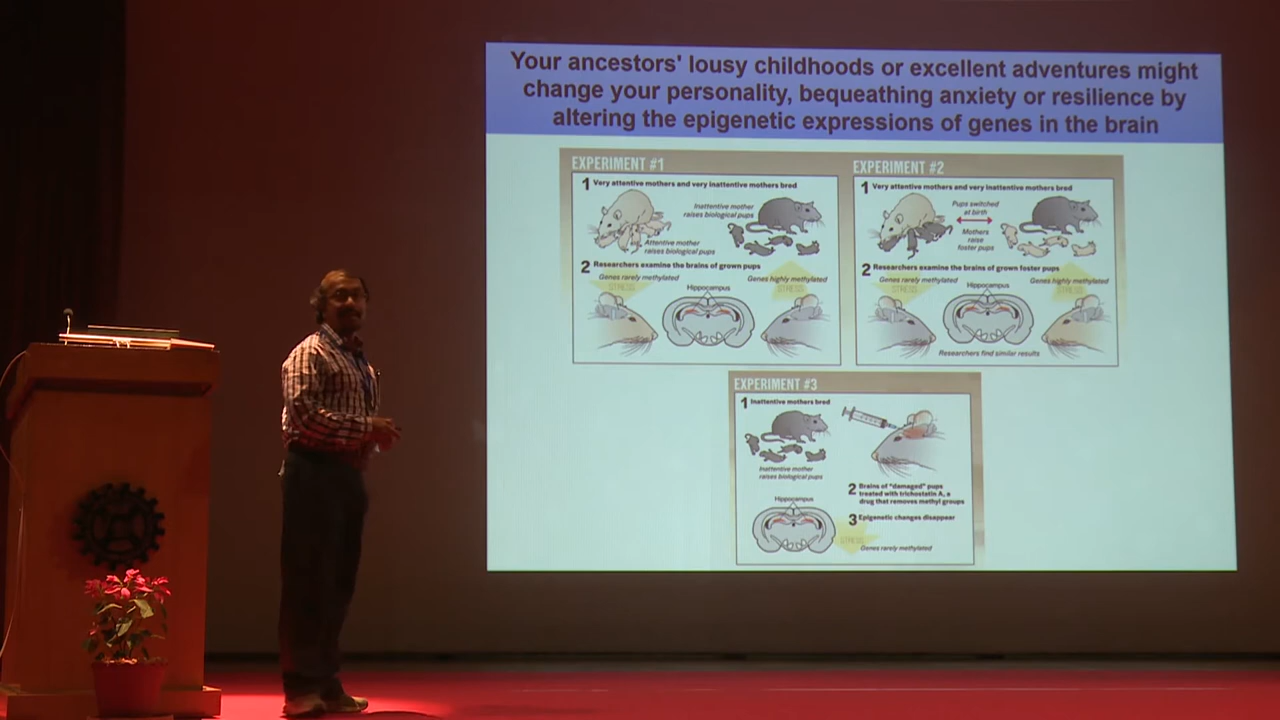 Your ancestors' lousy childhoods or excellent adventures might
change your personality, bequeathing anxiety or resilience by
altering the epigenetic expressions of genes in the brain
EXPERIMENT #1
1 Very attentive mothers and very inattentive mothers bred
Inattentive mother
raises biological pups
Attentive mother
raises biological pups
2 Researchers examine the brains of grown pups
Genes rarely methylated
STRESS
Hippocampus
Genes highly methylated
STRESS
EXPERIMENT #2
1 Very attentive mothers and very inattentive mothers bred
Pups switched
at birth
Mothers
raise
foster pups
2 Researchers examine the brains of grown foster pups
Genes rarely methylated
STRESS
Hippocampus
Genes highly methylated
STRESS
Researchers find similar results
EXPERIMENT #3
1 Inattentive mothers bred
Inattentive mother
raises biological pups
2 Brains of "damaged" pups
treated with trichostatin A, a
drug that removes methyl groups
Hippocampus
3 Epigenetic changes disappear
STRESS
Genes rarely methylated